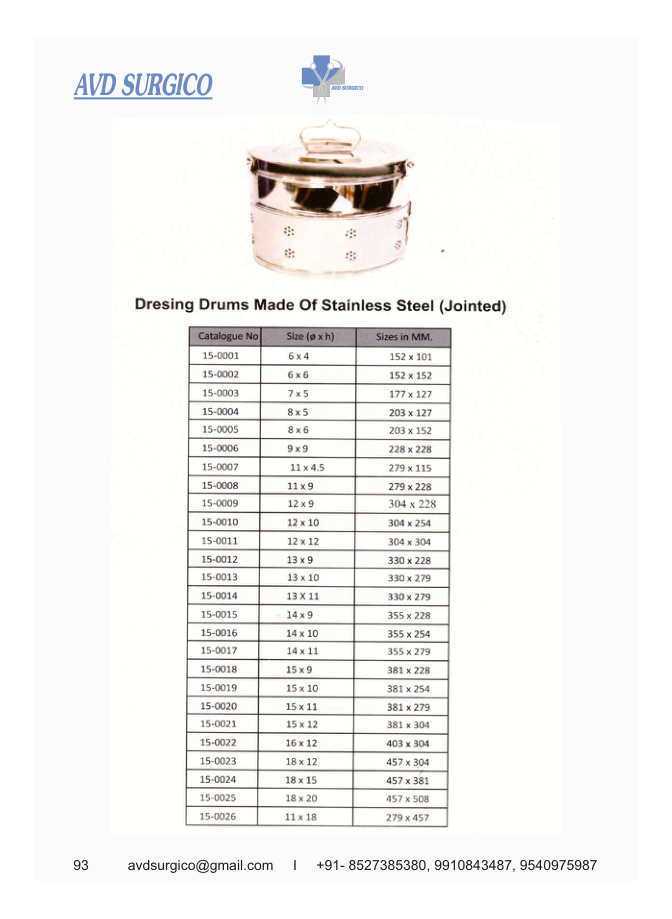 AVD SURGICO
AVD SURGICO
Dresing Drums Made Of Stainless Steel (Jointed)
Catalogue No Size (ø x h) Sizes in MM.
15-0001 6 x 4 152 x 101
15-0002 6 x 6 152 x 152
15-0003 7 x 5 177 x 127
15-0004 8 x 5 203 x 127
15-0005 8 x 6 203 x 152
15-0006 9 x 9 228 x 228
15-0007 11 x 4.5 279 x 115
15-0008 11 x 9 279 x 228
15-0009 12 x 9 304 x 228
15-0010 12 x 10 304 x 254
15-0011 12 x 12 304 x 304
15-0012 13 x 9 330 x 228
15-0013 13 x 10 330 x 279
15-0014 13 X 11 330 x 279
15-0015 14 x 9 355 x 228
15-0016 14 x 10 355 x 254
15-0017 14 x 11 355 x 279
15-0018 15 x 9 381 x 228
15-0019 15 x 10 381 x 254
15-0020 15 x 11 381 x 279
15-0021 15 x 12 381 x 304
15-0022 16 x 12 403 x 304
15-0023 18 x 12 457 x 304
15-0024 18 x 15 457 x 381
15-0025 18 x 20 457 x 508
15-0026 11 x 18 279 x 457
93 avdsurgico@gmail.com I +91- 8527385380, 9910843487, 9540975987